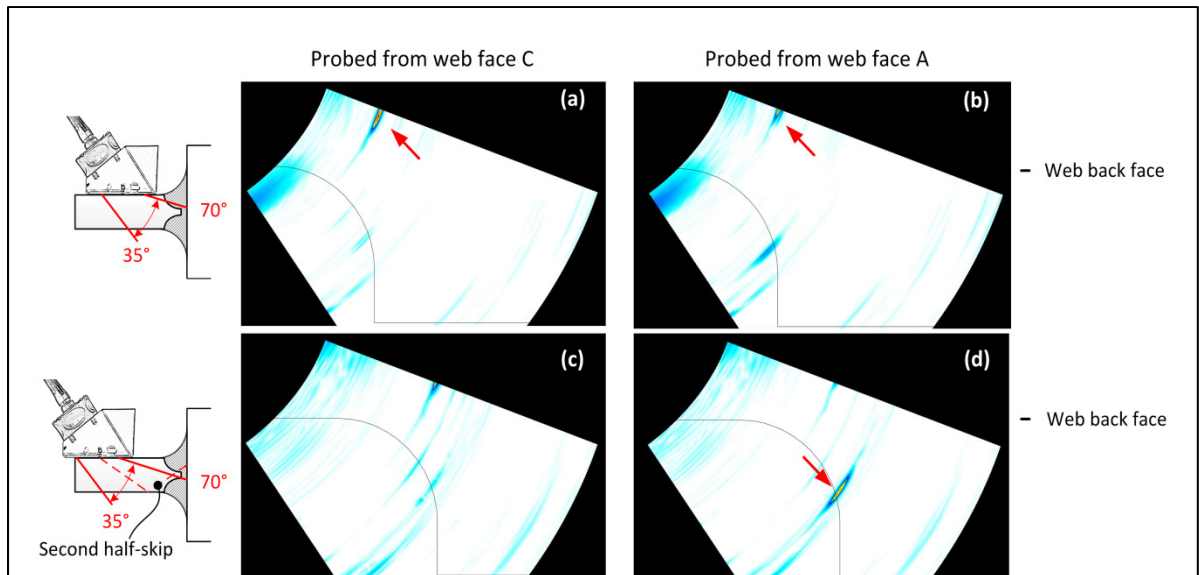 Probed from web face C
Probed from web face A
(a)
(b)
Web back face
70°
35°
(c)
(d)
Web back face
70°
35°
Second half-skip